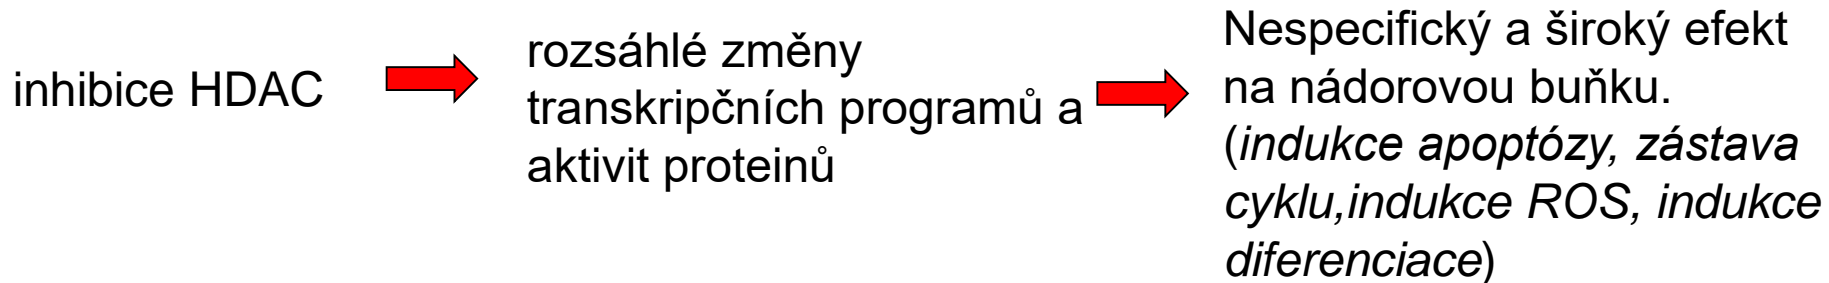 inhibice HDAC
rozsáhlé změny
transkripčních programů a
aktivit proteinů
Nespecifický a široký efekt
na nádorovou buňku.
(indukce apoptózy, zástava
cyklu,indukce ROS, indukce
diferenciace)